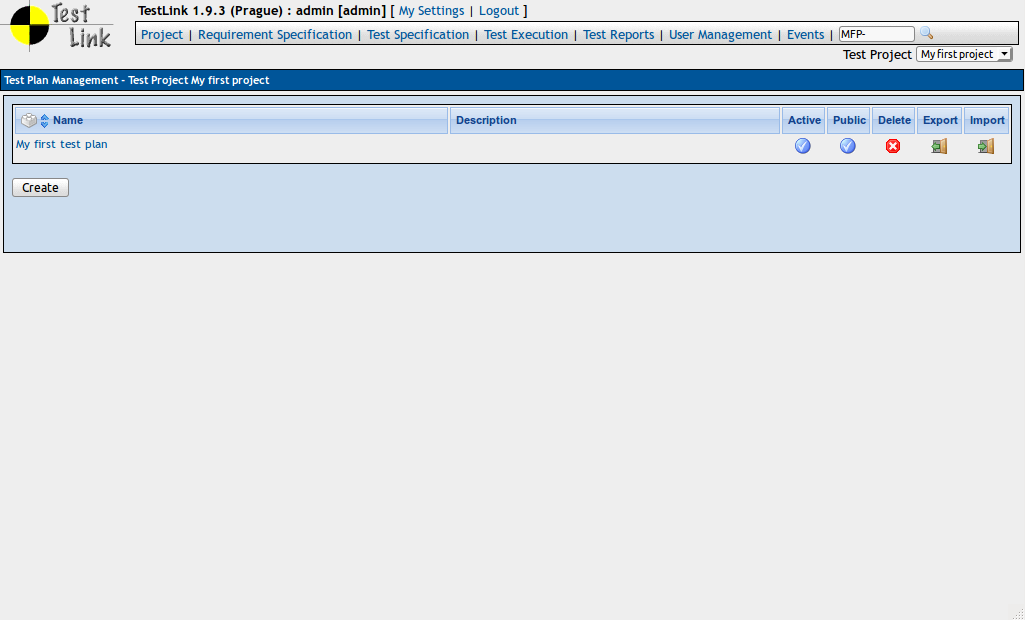 Test
Link
TestLink 1.9.3 (Prague) : admin [admin] [ My Settings | Logout ]
Project | Requirement Specification | Test Specification | Test Execution | Test Reports | User Management | Events | MFP-
Test Project My first project
Test Plan Management - Test Project My first project
Name Description Active Public Delete Export Import
My first test plan
Create